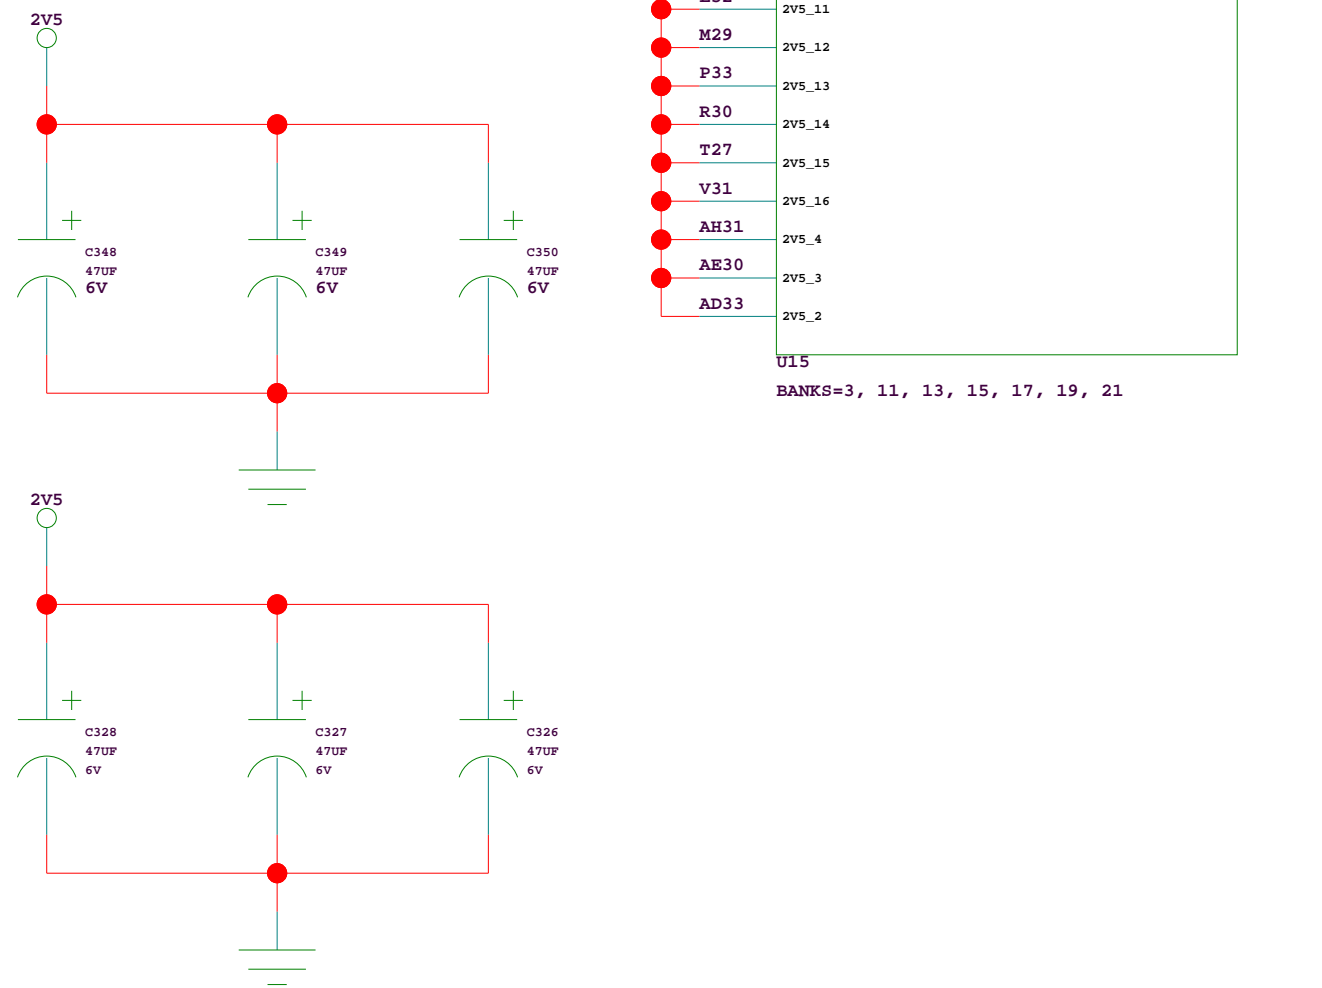 2V5
C348
47UF
6V
C349
47UF
6V
C350
47UF
6V
2V5_11
M29 2V5_12
P33 2V5_13
R30 2V5_14
T27 2V5_15
V31 2V5_16
AH31 2V5_4
AE30 2V5_3
AD33 2V5_2
U15
BANKS=3, 11, 13, 15, 17, 19, 21
2V5
C328
47UF
6V
C327
47UF
6V
C326
47UF
6V